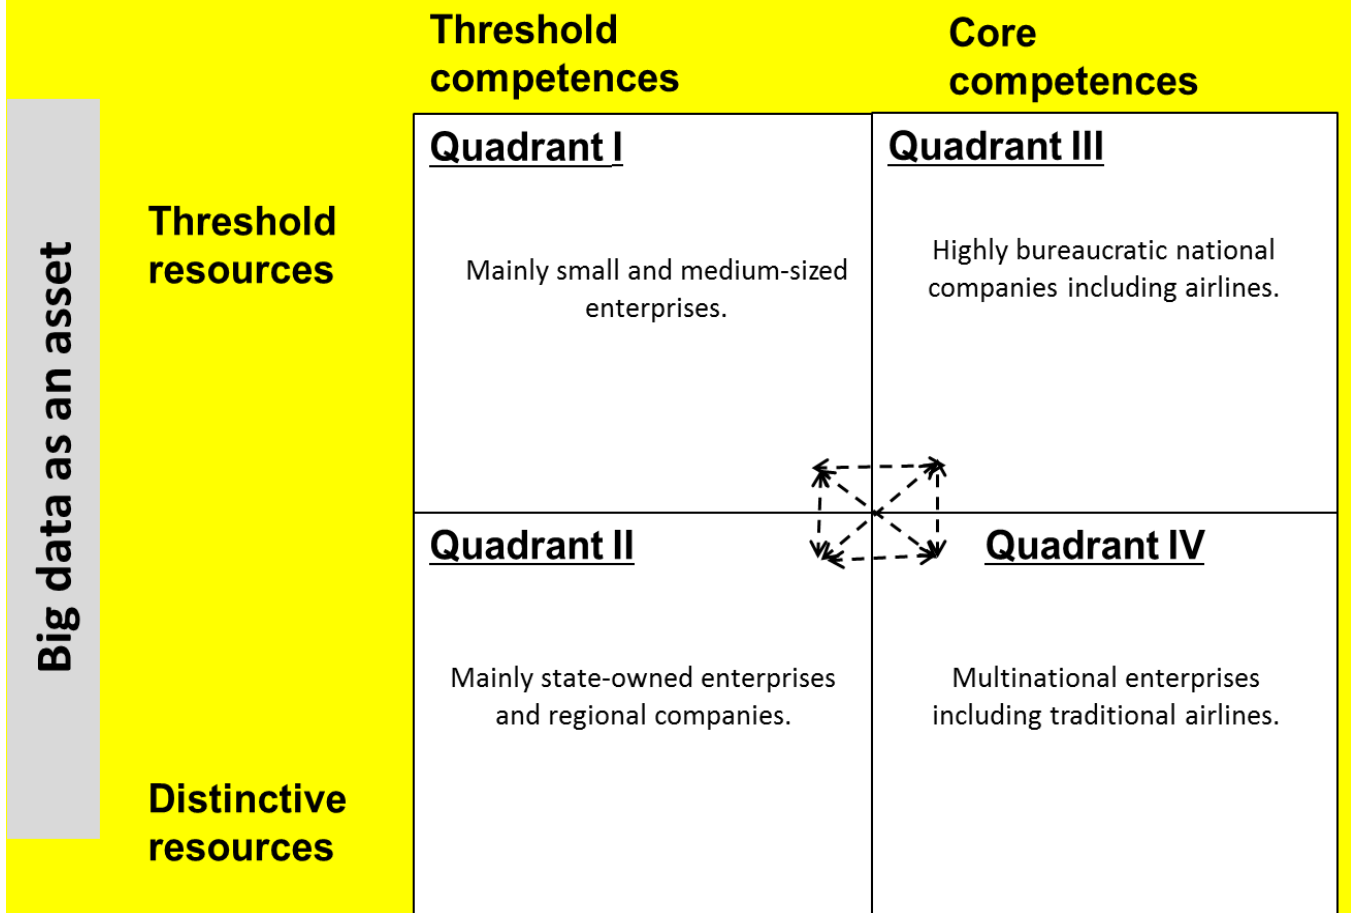 Threshold
competences
Core
competences
Big data as an asset
Threshold
resources
Quadrant I
Mainly small and medium-sized
enterprises.
Quadrant III
Highly bureaucratic national
companies including airlines.
Distinctive
resources
Quadrant II
Mainly state-owned enterprises
and regional companies.
Quadrant IV
Multinational enterprises
including traditional airlines.